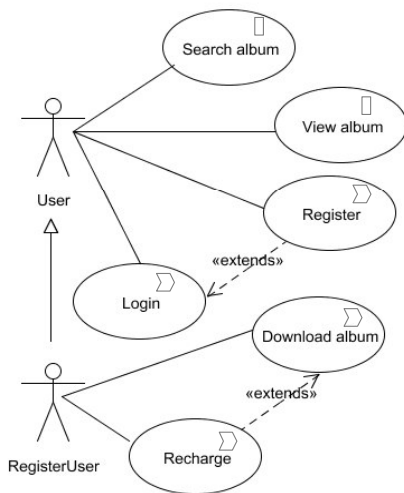 Search album
View album
User
Register
«extends»
Login
Download album
«extends»
RegisterUser
Recharge